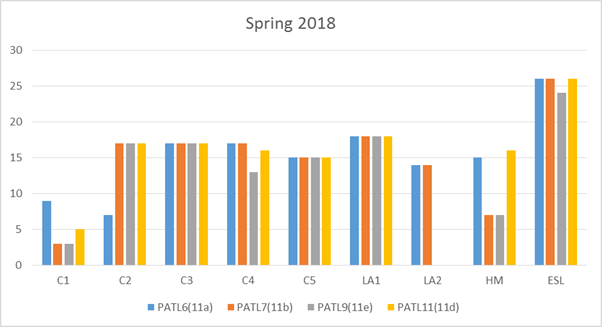 Spring 2018
30
25
20
15
10
5
0
C1 C2 C3 C4 C5 LA1 LA2 HM ESL
PATL6(11a) PATL7(11b) PATL9(11e) PATL11(11d)